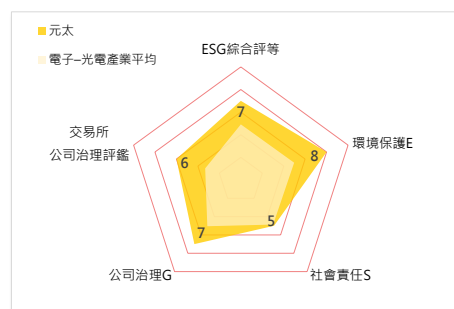 元太
電子–光電產業平均
ESG綜合評等
7
環境保護E
8
社會責任S
5
公司治理G
7
交易所
公司治理評鑑
6